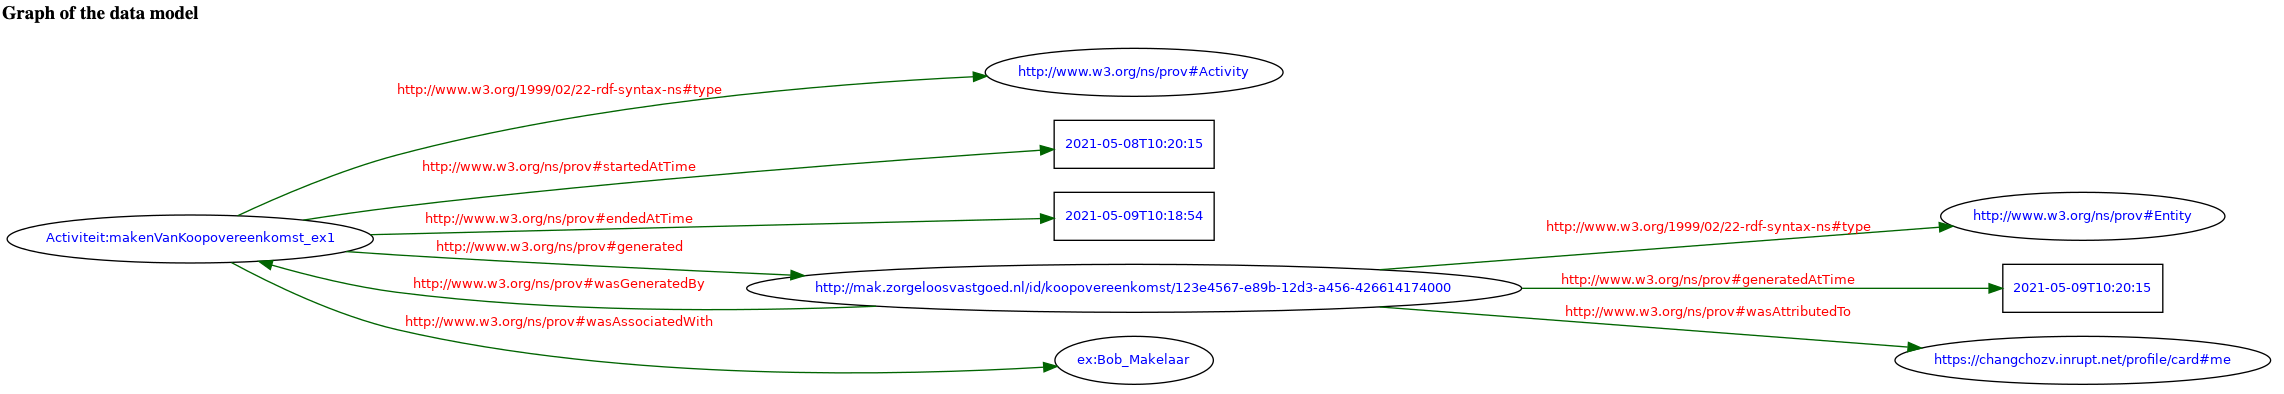 Graph of the data model
http://www.w3.org/ns/prov#Activity
http://www.w3.org/1999/02/22-rdf-syntax-ns#type
2021-05-08T10:20:15
http://www.w3.org/ns/prov#startedAtTime
2021-05-09T10:18:54
http://www.w3.org/ns/prov#endedAtTime
Activiteit:makenVanKoopovereenkomst_ex1
http://www.w3.org/ns/prov#generated
http://www.w3.org/ns/prov#wasGeneratedBy
http://mak.zorgeloosvastgoed.nl/id/koopovereenkomst/123e4567-e89b-12d3-a456-426614174000
http://www.w3.org/ns/prov#wasAssociatedWith
ex:Bob_Makelaar
http://www.w3.org/ns/prov#Entity
http://www.w3.org/1999/02/22-rdf-syntax-ns#type
http://www.w3.org/ns/prov#generatedAtTime
2021-05-09T10:20:15
http://www.w3.org/ns/prov#wasAttributedTo
https://changchozv.inrupt.net/profile/card#me